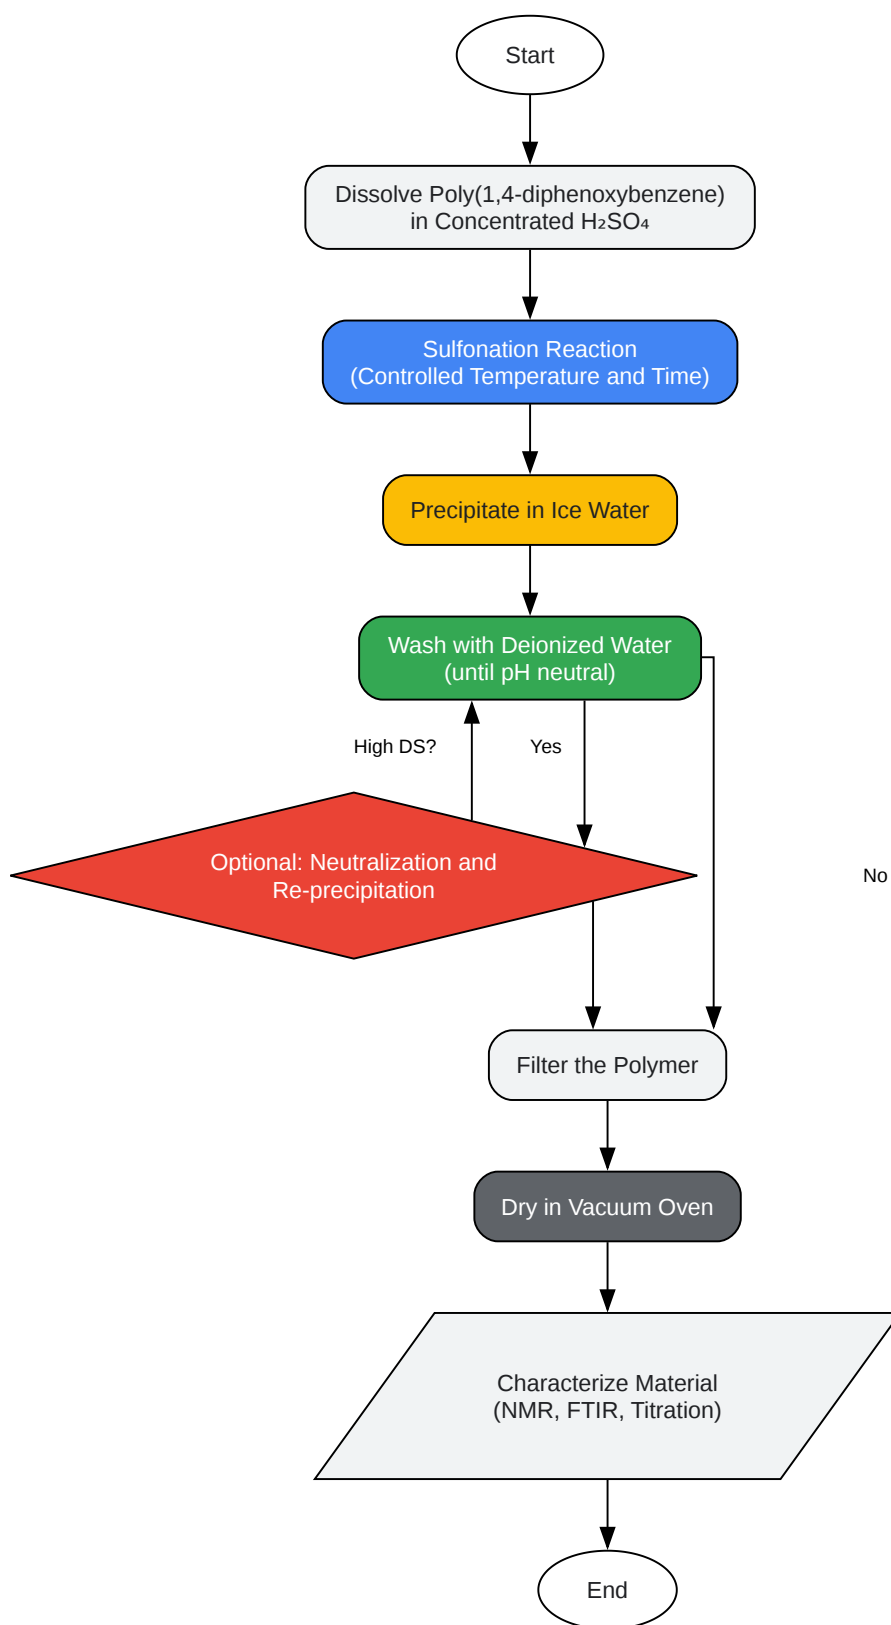 Start
Dissolve Poly(1,4-diphenoxybenzene)
in Concentrated H₂SO₄
Sulfonation Reaction
(Controlled Temperature and Time)
Precipitate in Ice Water
Wash with Deionized Water
(until pH neutral)
High DS?
Yes
Optional: Neutralization and
Re-precipitation
No
Filter the Polymer
Dry in Vacuum Oven
Characterize Material
(NMR, FTIR, Titration)
End